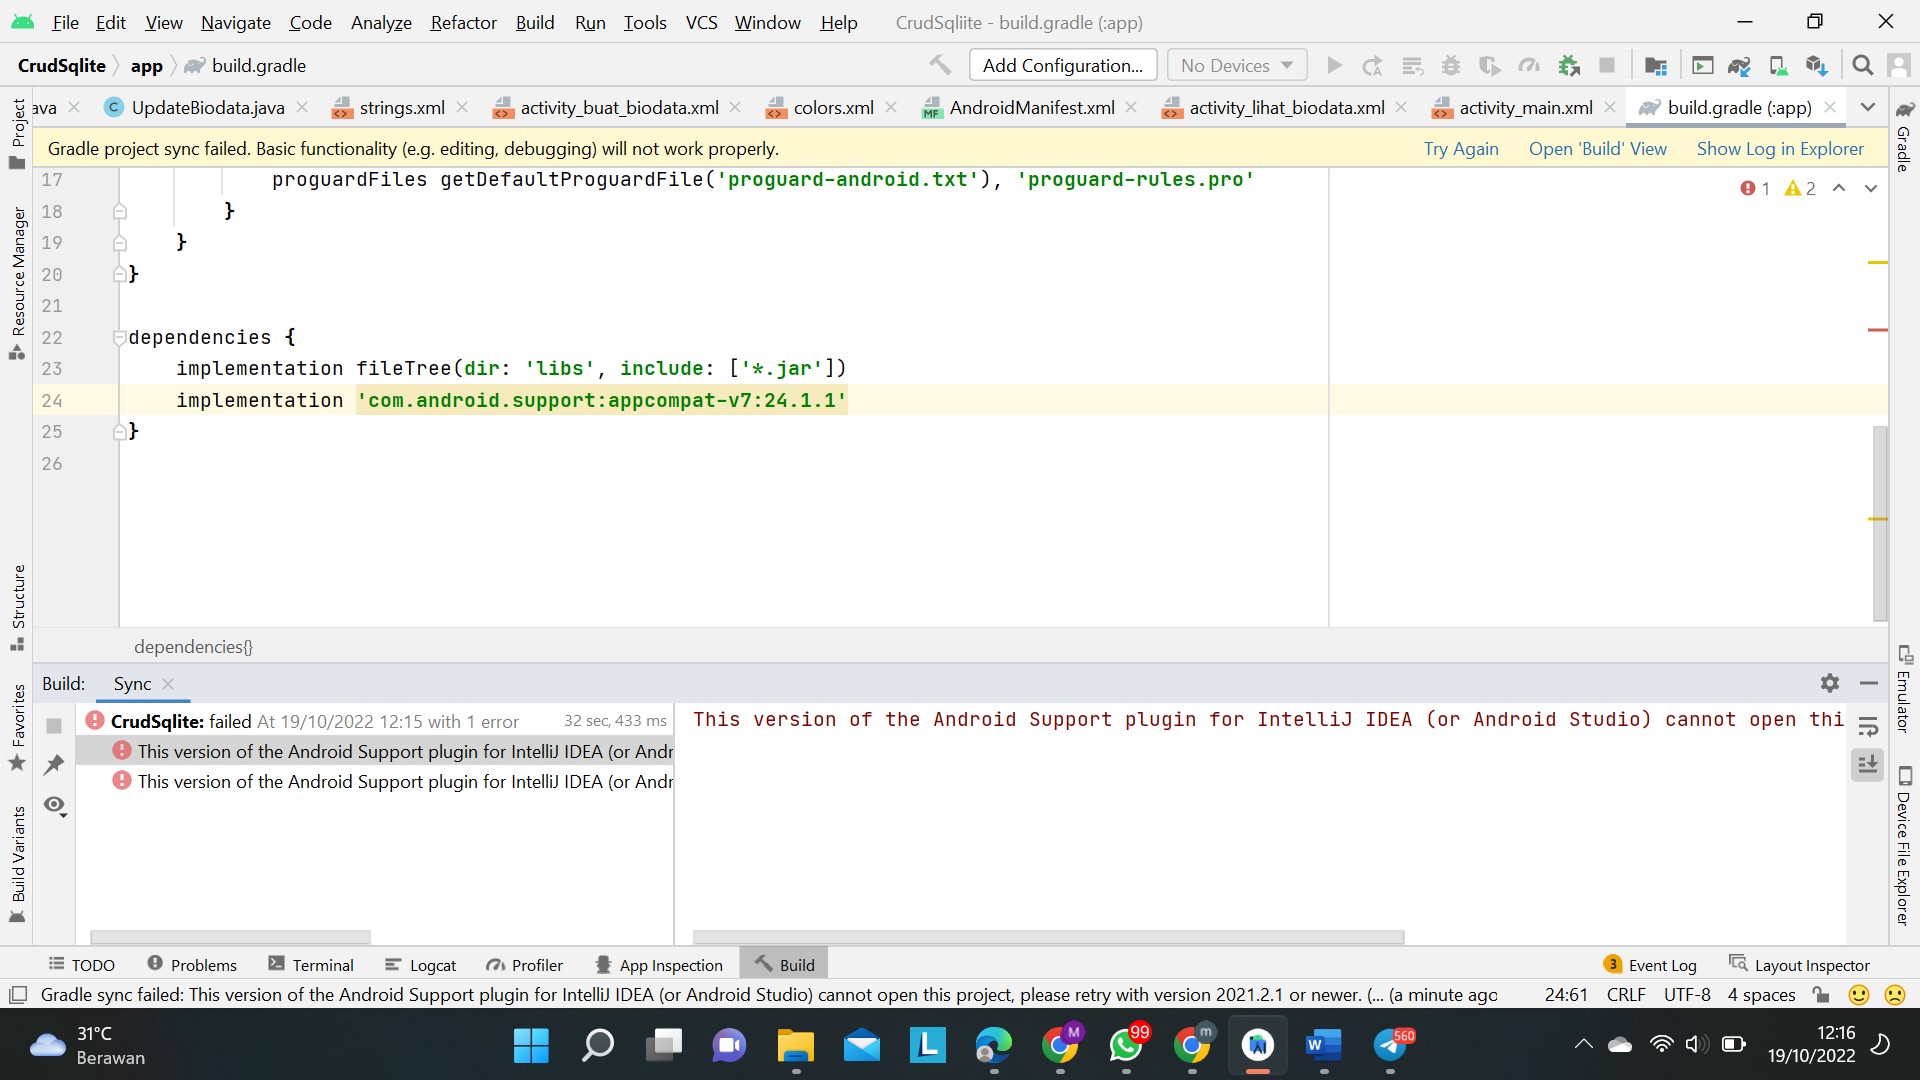 File Edit View Navigate Code Analyze Refactor Build Run Tools VCS Window Help CrudSqliite - build.gradle (:app)
CrudSqlite app build.gradle Add Configuration... No Devices
ava UpdateBiodata.java strings.xml activity_buat_biodata.xml colors.xml AndroidManifest.xml activity_lihat_biodata.xml activity_main.xml build.gradle (:app)
Gradle project sync failed. Basic functionality (e.g. editing, debugging) will not work properly. Try Again Open 'Build' View Show Log in Explorer
17 proguardFiles getDefaultProguardFile('proguard-android.txt'), 'proguard-rules.pro'
1 2
18 }
19 }
20 }
21
22 dependencies {
23 implementation fileTree(dir: 'libs', include: ['*.jar'])
24 implementation 'com.android.support:appcompat-v7:24.1.1'
25 }
26
dependencies{}
Project
Resource Manager
Structure
Favorites
Build Variants
Gradle
Emulator
Device File Explorer
Build: Sync
CrudSqlite: failed At 19/10/2022 12:15 with 1 error 32 sec, 433 ms
This version of the Android Support plugin for IntelliJ IDEA (or Andr
This version of the Android Support plugin for IntelliJ IDEA (or Andr
This version of the Android Support plugin for IntelliJ IDEA (or Android Studio) cannot open thi
TODO Problems Terminal Logcat Profiler App Inspection Build 3 Event Log Layout Inspector
Gradle sync failed: This version of the Android Support plugin for IntelliJ IDEA (or Android Studio) cannot open this project, please retry with version 2021.2.1 or newer. (... (a minute ago 24:61 CRLF UTF-8 4 spaces
31°C
Berawan
M
99
m
560
12:16
19/10/2022